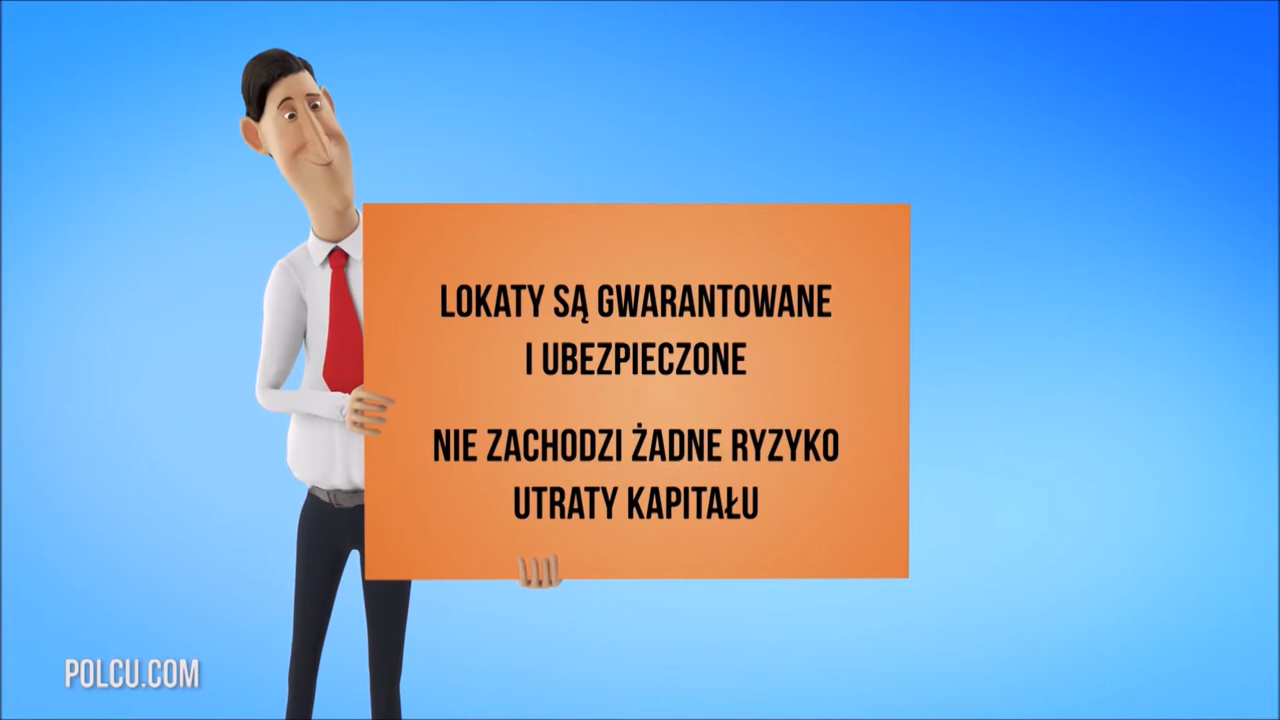 LOKATY SĄ GWARANTOWANE
I UBEZPIECZONE
NIE ZACHODZI ŻADNE RYZYKO
UTRATY KAPITAŁU
POLCU.COM